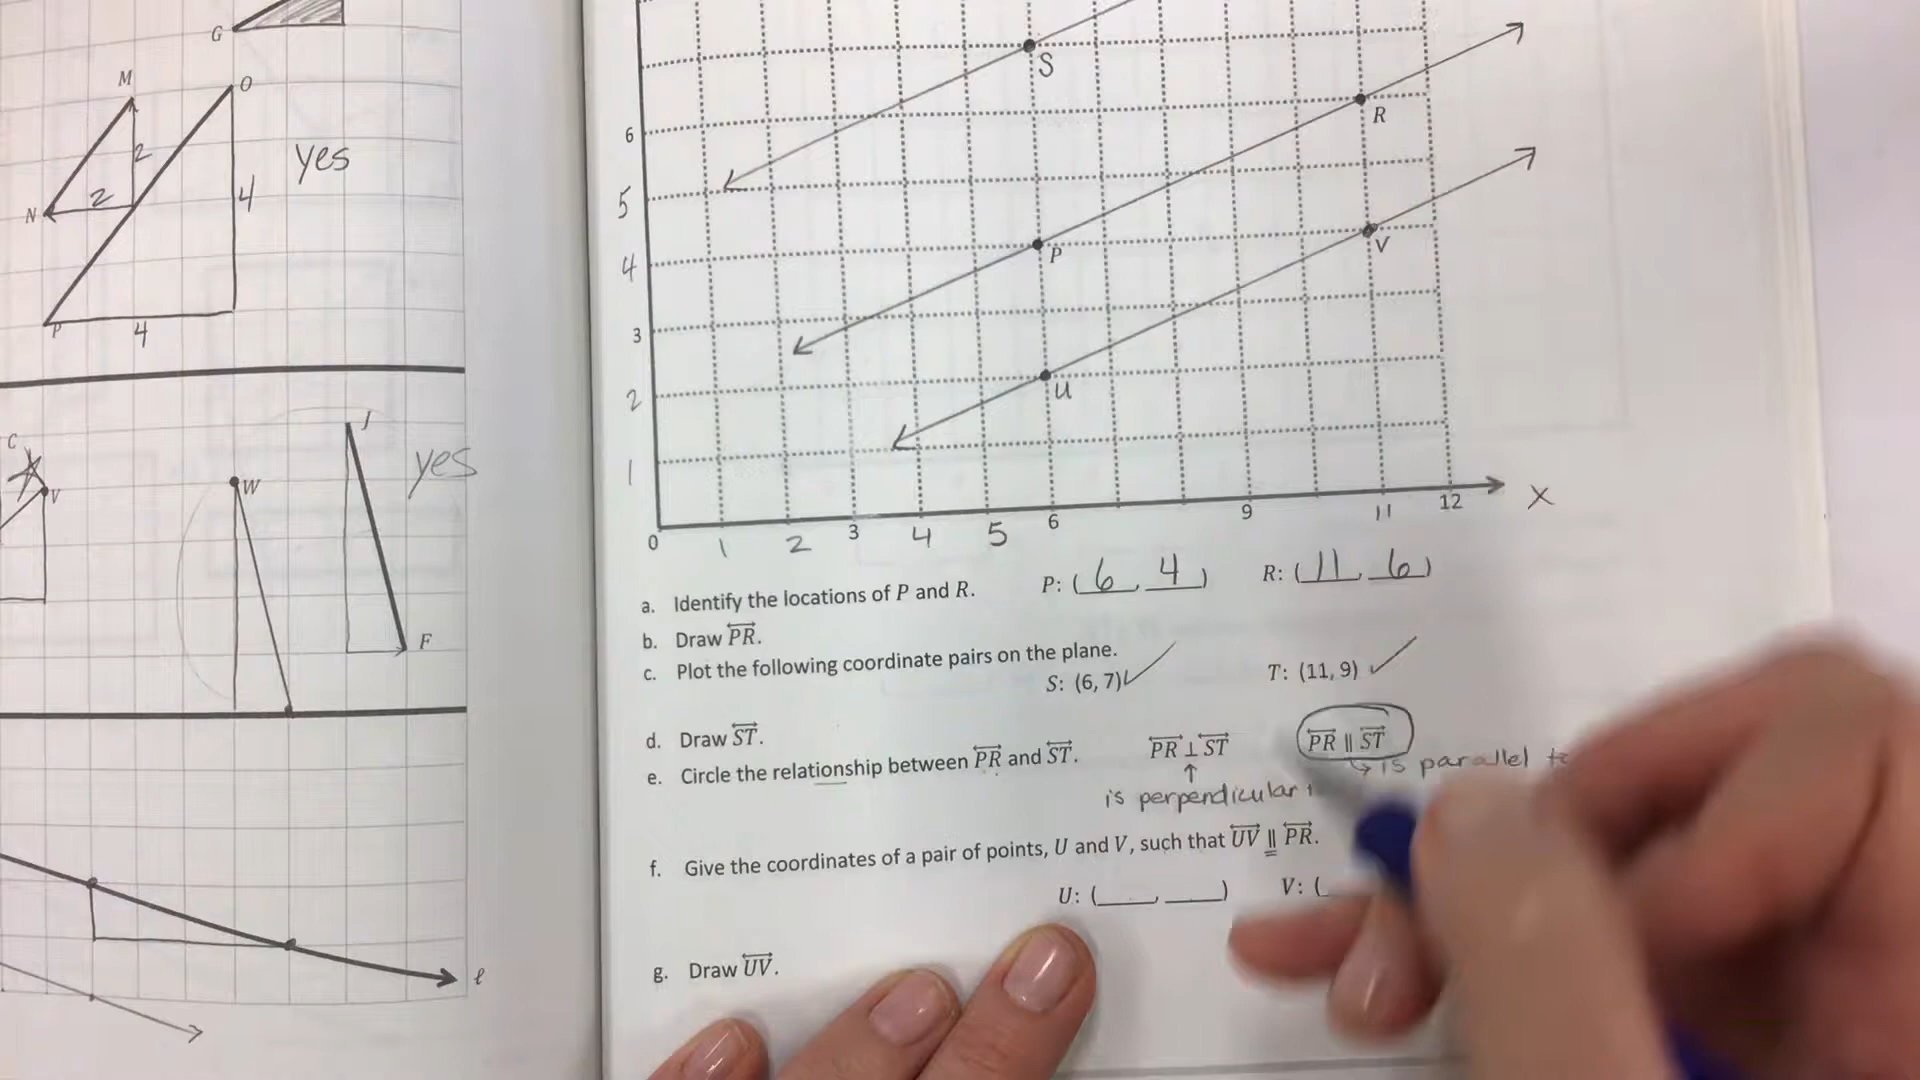 G
M
O
2
yes
2
4
N
P
4
C
V
W
J
yes
F
ℓ
S
R
6
5
P
V
4
3
U
2
1
0 1 2 3 4 5 6 9 11 12 X
a. Identify the locations of P and R. P: (6, 4) R: (11, 6)
b. Draw PR.
c. Plot the following coordinate pairs on the plane.
S: (6, 7) T: (11, 9)
d. Draw ST.
e. Circle the relationship between PR and ST. PR ⊥ ST PR ∥ ST
↑ ↳ is parallel
is perpendicular
f. Give the coordinates of a pair of points, U and V, such that UV ∥ PR.
U: (___, ___) V: (
g. Draw UV.